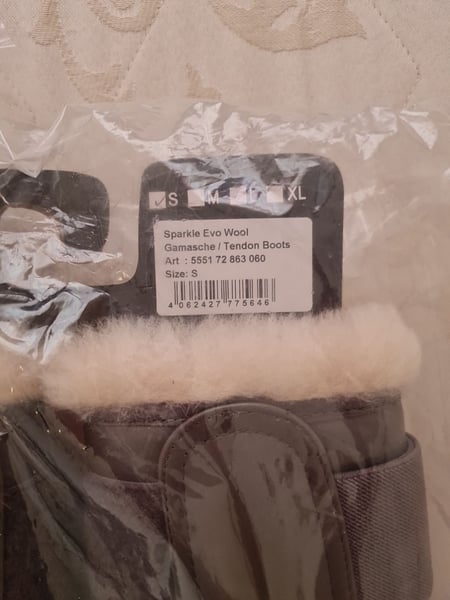 S M L XL
Sparkle Evo Wool
Gamasche / Tendon Boots
Art : 5551 72 863 060
Size: S
4 062427 775646